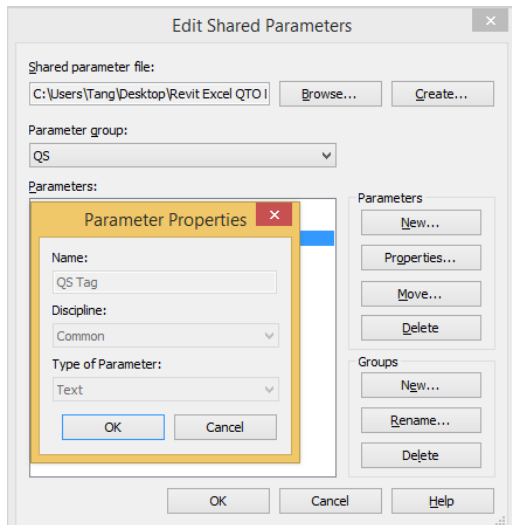 Edit Shared Parameters
Shared parameter file:
C:\Users\Tang\Desktop\Revit Excel QTO I
Browse...
Create...
Parameter group:
QS
Parameters:
Parameter Properties
Name:
QS Tag
Discipline:
Common
Type of Parameter:
Text
OK
Cancel
Parameters
New...
Properties...
Move...
Delete
Groups
New...
Rename...
Delete
OK
Cancel
Help